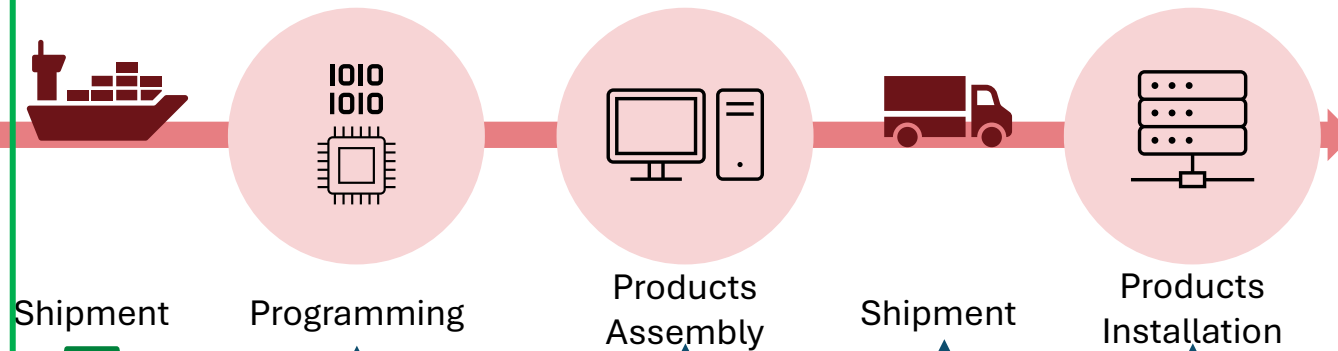 1010
1010
Shipment
Programming
Products
Assembly
Shipment
Products
Installation